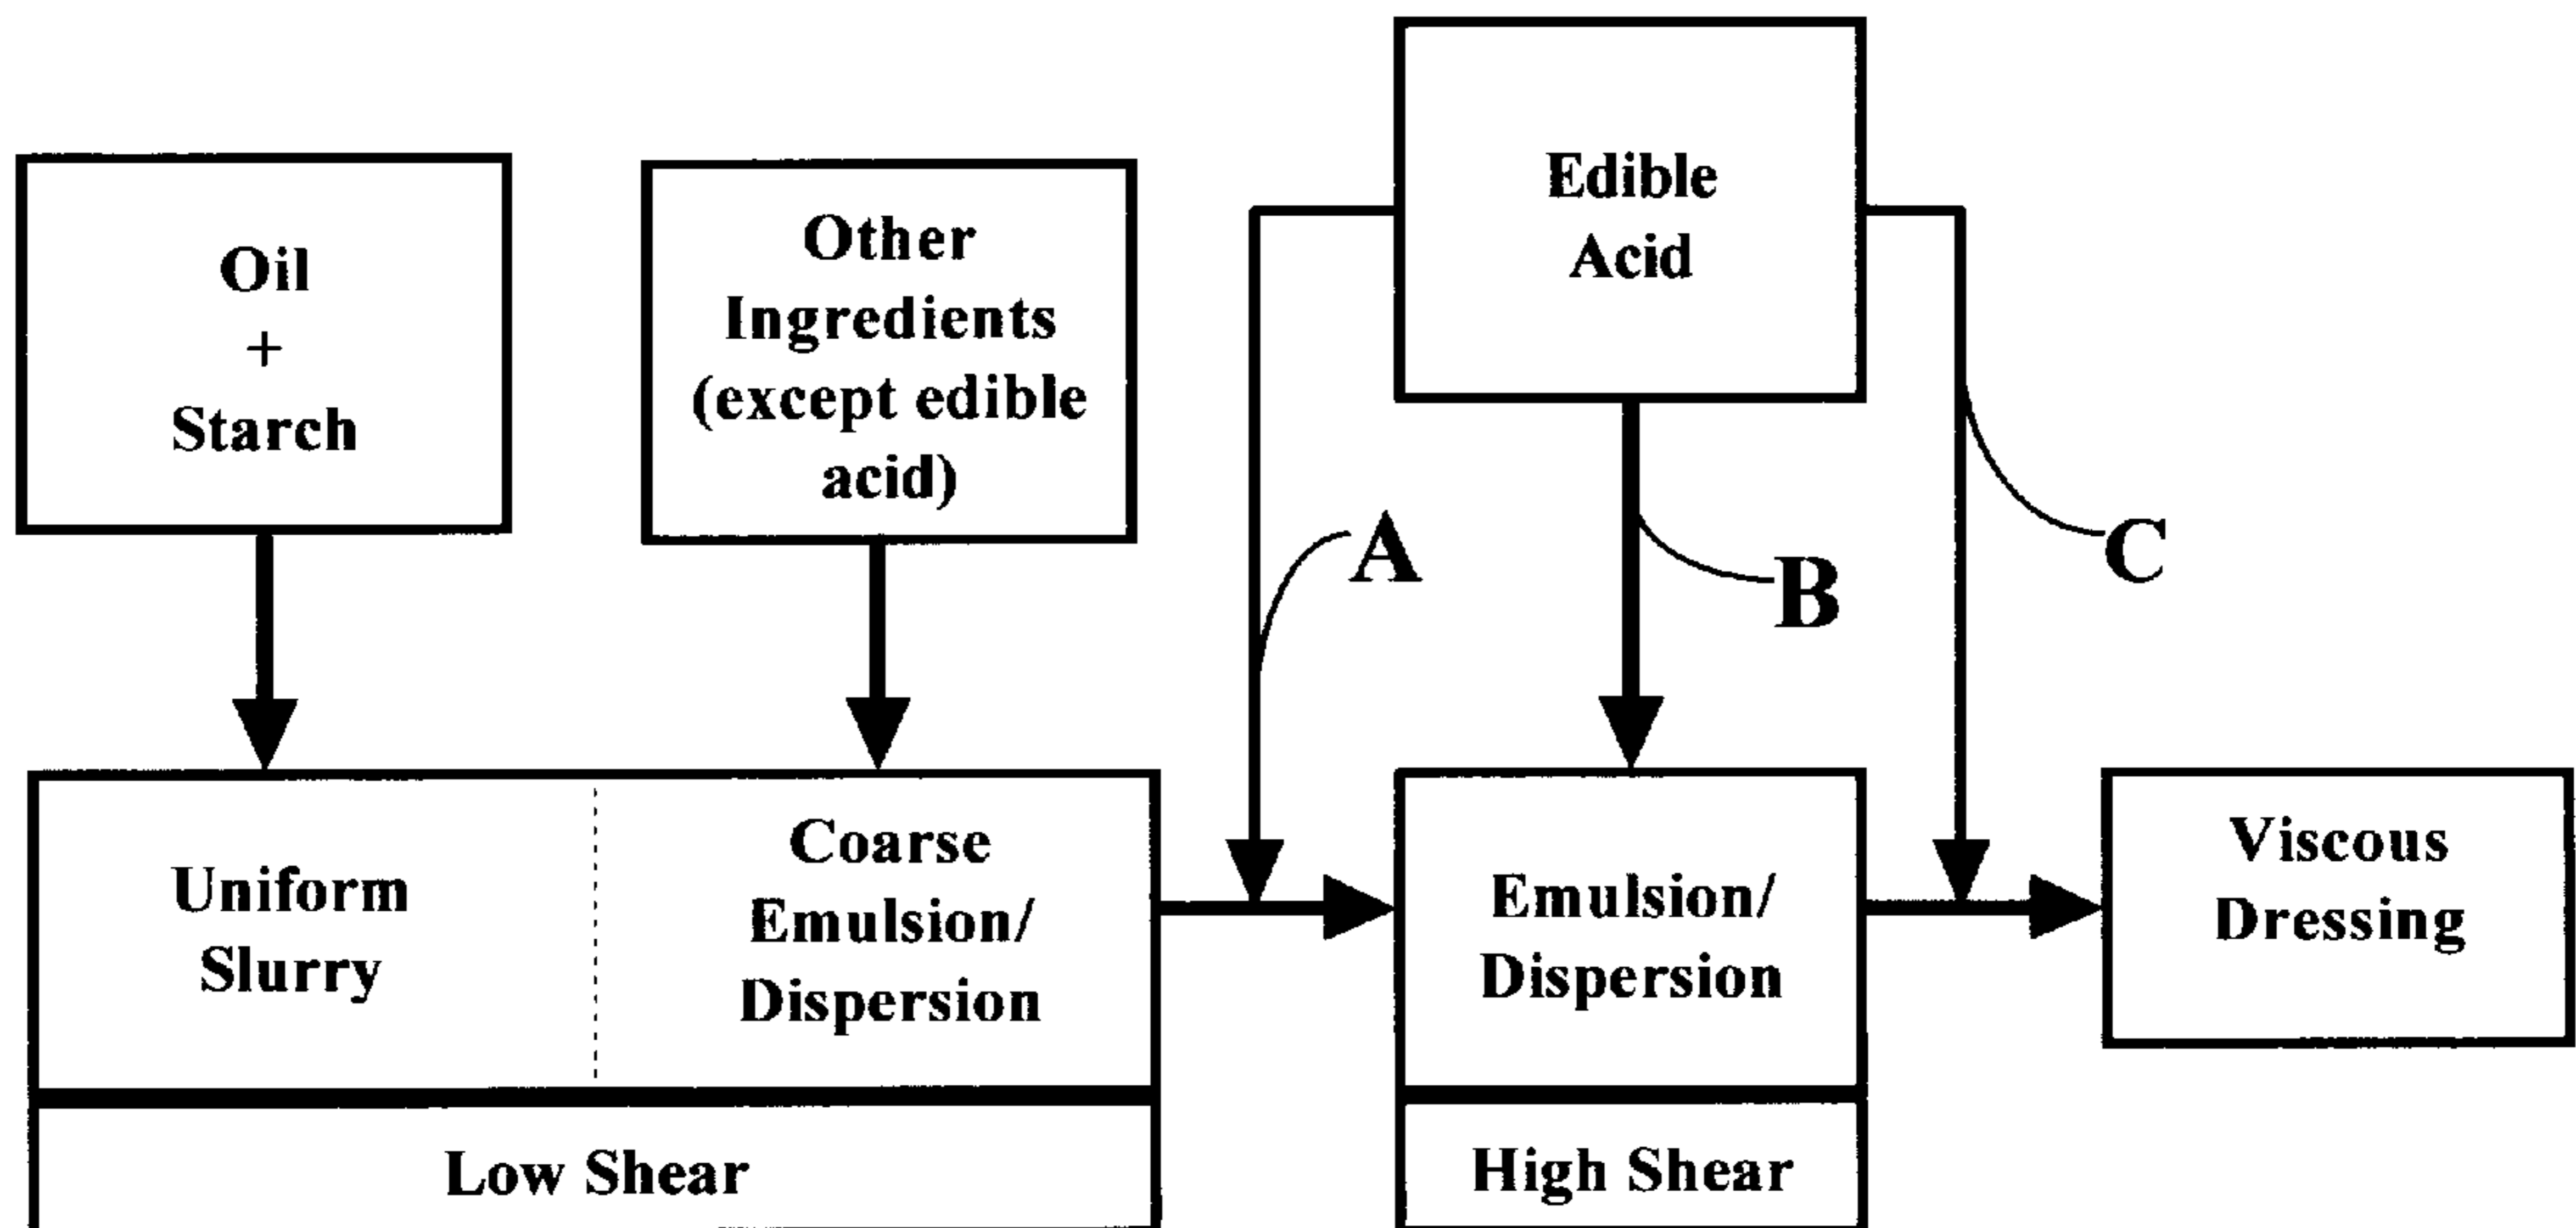 Oil
+
Starch
Other
Ingredients
(except edible
acid)
Edible
Acid
A
B
C
Uniform
Slurry
Coarse
Emulsion/
Dispersion
Low Shear
Emulsion/
Dispersion
High Shear
Viscous
Dressing